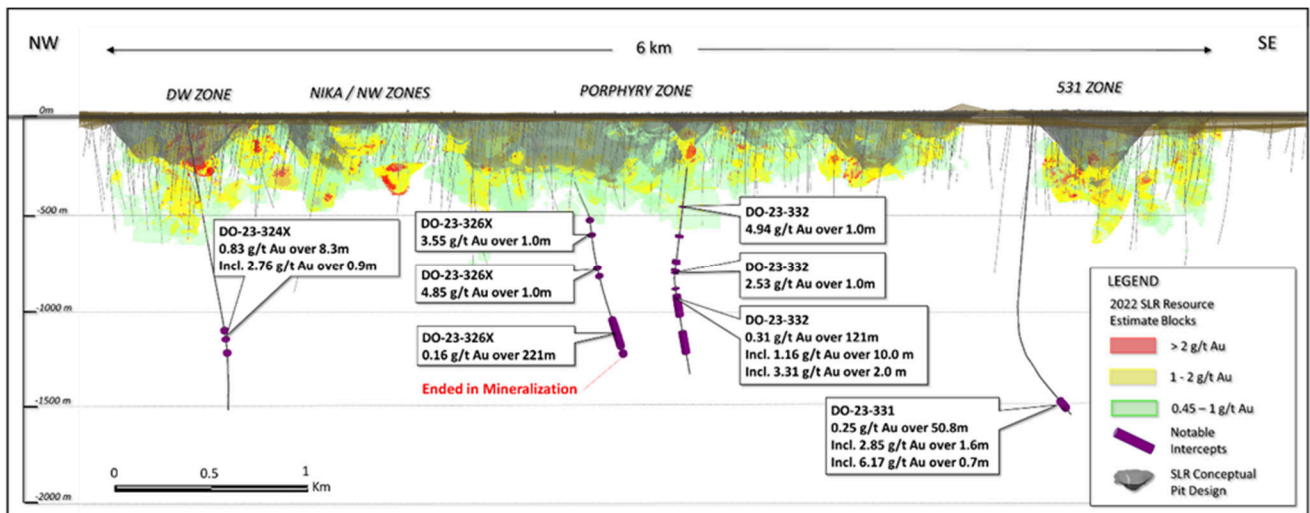 NW
6 km
SE
DW ZONE
NIKA / NW ZONES
PORPHYRY ZONE
531 ZONE
0m
-500 m
-1000 m
-1500 m
-2000 m
DO-23-324X
0.83 g/t Au over 8.3m
Incl. 2.76 g/t Au over 0.9m
DO-23-326X
3.55 g/t Au over 1.0m
DO-23-326X
4.85 g/t Au over 1.0m
DO-23-326X
0.16 g/t Au over 221m
Ended in Mineralization
DO-23-332
4.94 g/t Au over 1.0m
DO-23-332
2.53 g/t Au over 1.0m
DO-23-332
0.31 g/t Au over 121m
Incl. 1.16 g/t Au over 10.0 m
Incl. 3.31 g/t Au over 2.0 m
DO-23-331
0.25 g/t Au over 50.8m
Incl. 2.85 g/t Au over 1.6m
Incl. 6.17 g/t Au over 0.7m
LEGEND
2022 SLR Resource
Estimate Blocks
> 2 g/t Au
1 - 2 g/t Au
0.45 – 1 g/t Au
Notable
Intercepts
SLR Conceptual
Pit Design
0 0.5 1
Km